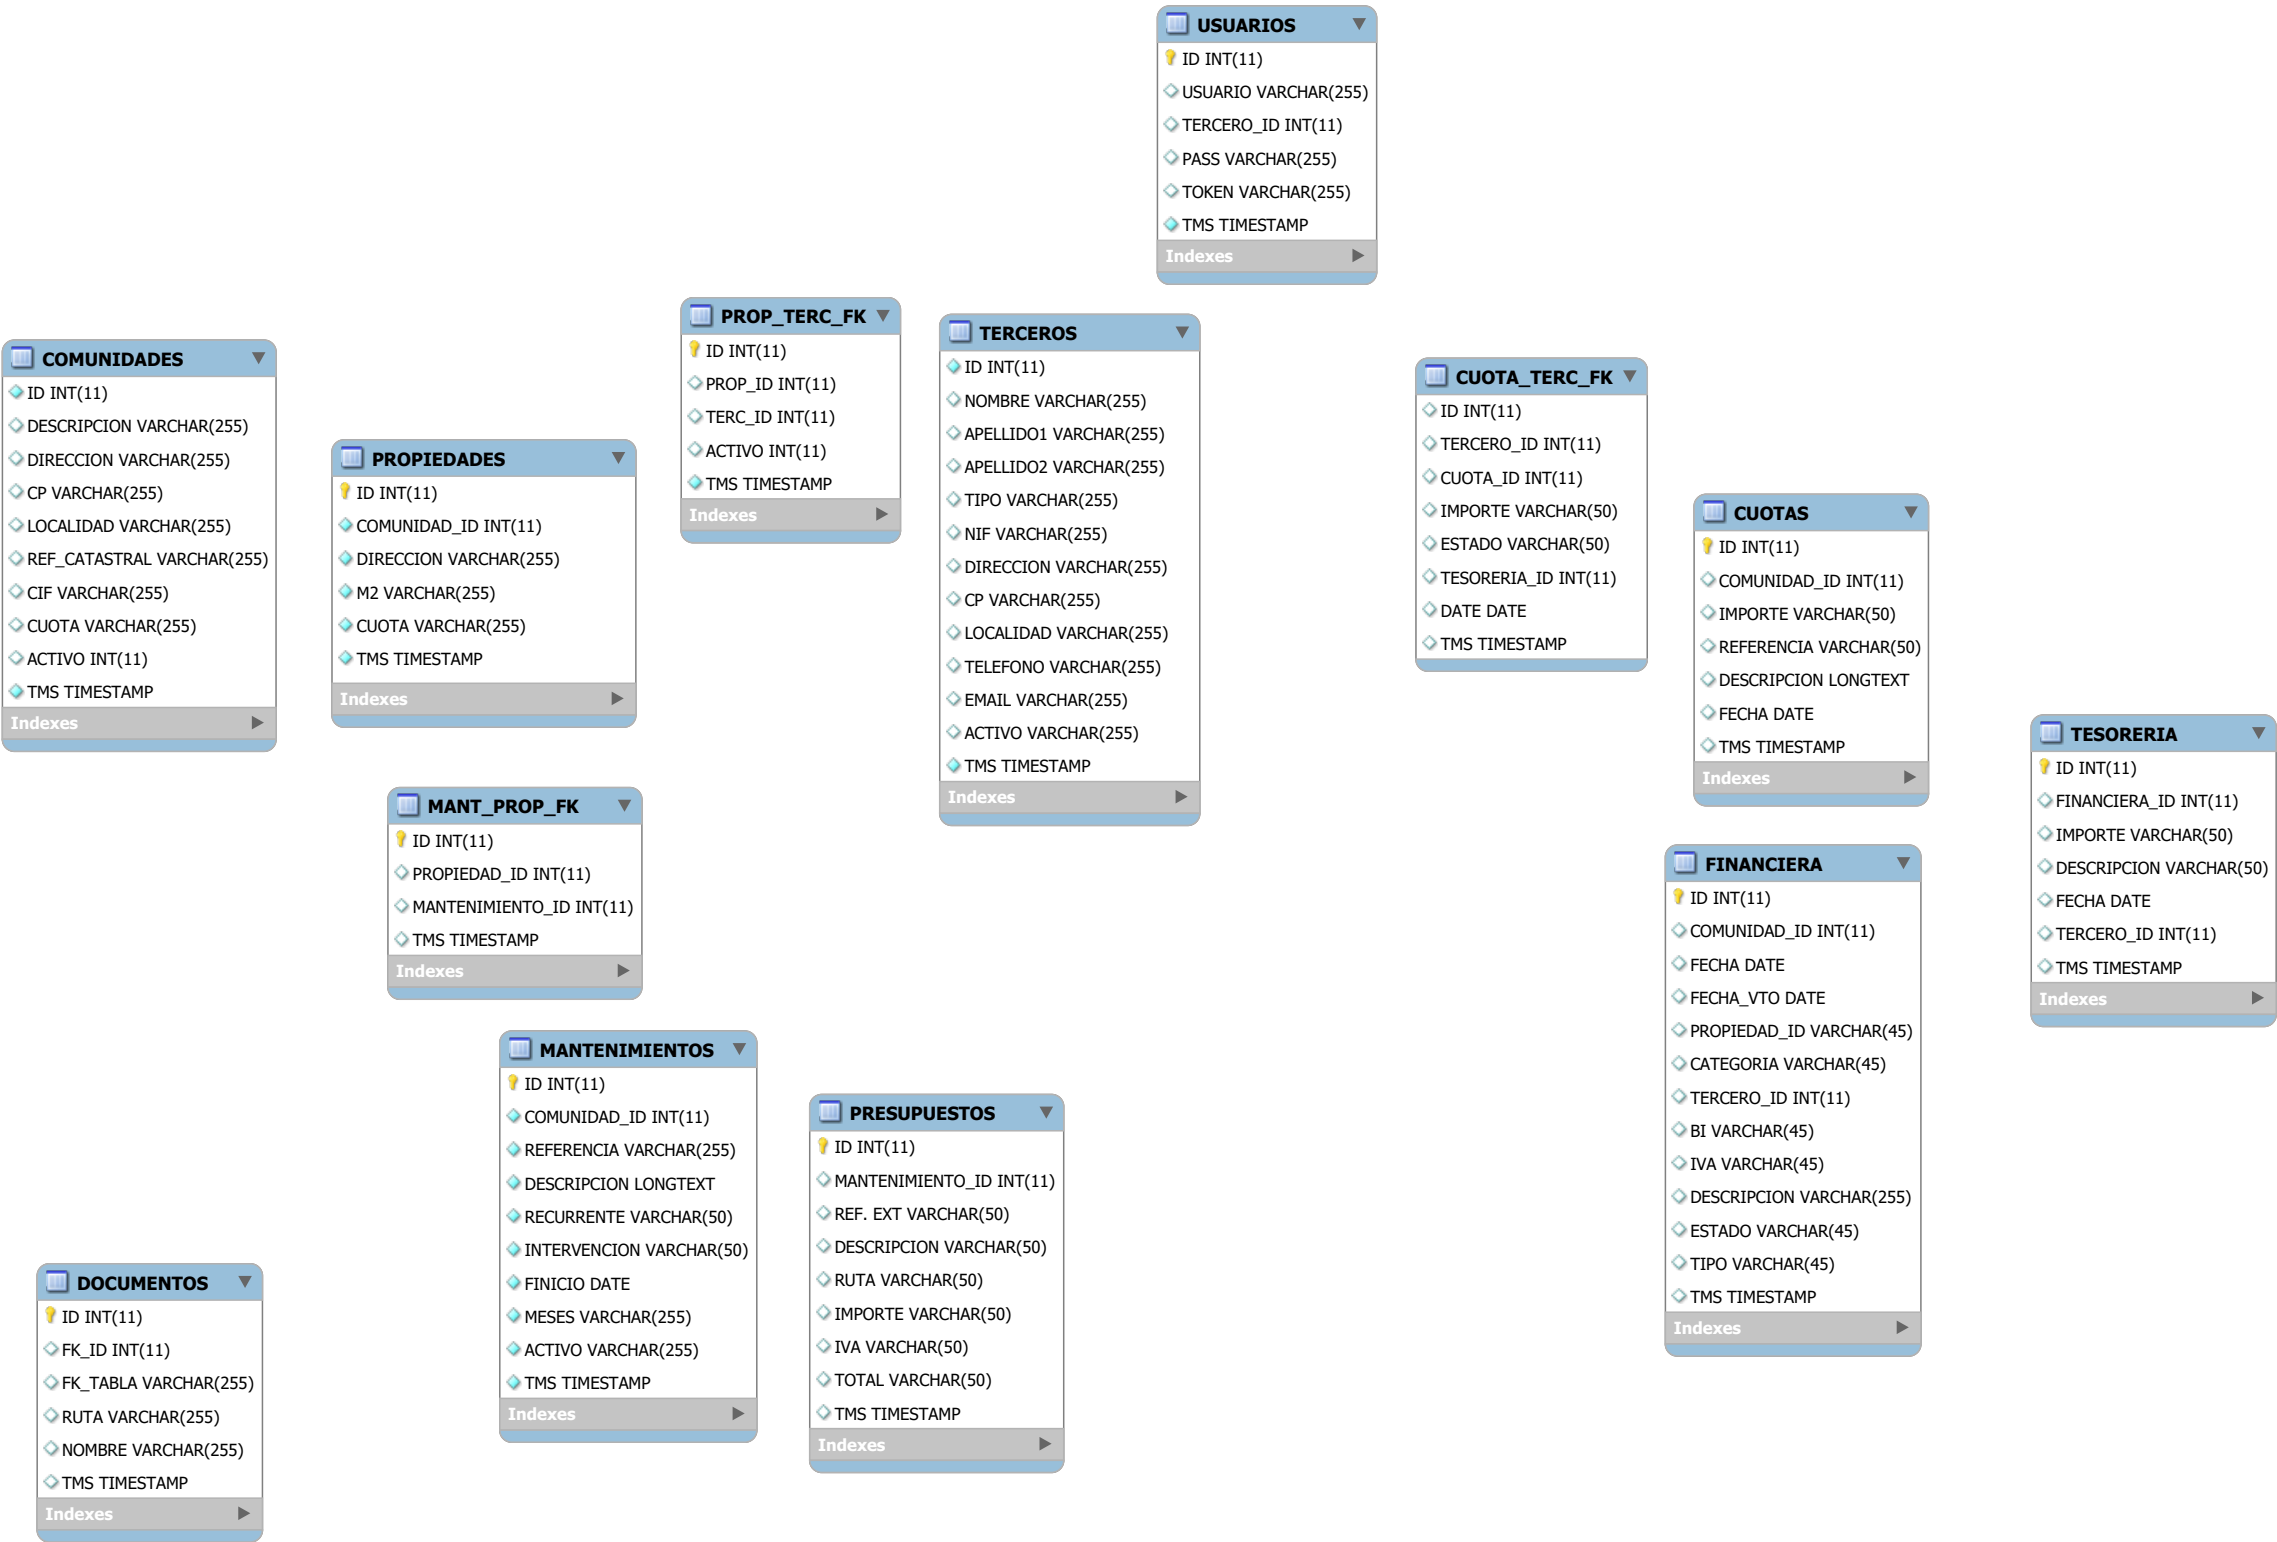 USUARIOS
ID INT(11)
USUARIO VARCHAR(255)
TERCERO_ID INT(11)
PASS VARCHAR(255)
TOKEN VARCHAR(255)
TMS TIMESTAMP
Indexes
COMUNIDADES
ID INT(11)
DESCRIPCION VARCHAR(255)
DIRECCION VARCHAR(255)
CP VARCHAR(255)
LOCALIDAD VARCHAR(255)
REF_CATASTRAL VARCHAR(255)
CIF VARCHAR(255)
CUOTA VARCHAR(255)
ACTIVO INT(11)
TMS TIMESTAMP
Indexes
PROPIEDADES
ID INT(11)
COMUNIDAD_ID INT(11)
DIRECCION VARCHAR(255)
M2 VARCHAR(255)
CUOTA VARCHAR(255)
TMS TIMESTAMP
Indexes
PROP_TERC_FK
ID INT(11)
PROP_ID INT(11)
TERC_ID INT(11)
ACTIVO INT(11)
TMS TIMESTAMP
Indexes
TERCEROS
ID INT(11)
NOMBRE VARCHAR(255)
APELLIDO1 VARCHAR(255)
APELLIDO2 VARCHAR(255)
TIPO VARCHAR(255)
NIF VARCHAR(255)
DIRECCION VARCHAR(255)
CP VARCHAR(255)
LOCALIDAD VARCHAR(255)
TELEFONO VARCHAR(255)
EMAIL VARCHAR(255)
ACTIVO VARCHAR(255)
TMS TIMESTAMP
Indexes
CUOTA_TERC_FK
ID INT(11)
TERCERO_ID INT(11)
CUOTA_ID INT(11)
IMPORTE VARCHAR(50)
ESTADO VARCHAR(50)
TESORERIA_ID INT(11)
DATE DATE
TMS TIMESTAMP
CUOTAS
ID INT(11)
COMUNIDAD_ID INT(11)
IMPORTE VARCHAR(50)
REFERENCIA VARCHAR(50)
DESCRIPCION LONGTEXT
FECHA DATE
TMS TIMESTAMP
Indexes
TESORERIA
ID INT(11)
FINANCIERA_ID INT(11)
IMPORTE VARCHAR(50)
DESCRIPCION VARCHAR(50)
FECHA DATE
TERCERO_ID INT(11)
TMS TIMESTAMP
Indexes
MANT_PROP_FK
ID INT(11)
PROPIEDAD_ID INT(11)
MANTENIMIENTO_ID INT(11)
TMS TIMESTAMP
Indexes
FINANCIERA
ID INT(11)
COMUNIDAD_ID INT(11)
FECHA DATE
FECHA_VTO DATE
PROPIEDAD_ID VARCHAR(45)
CATEGORIA VARCHAR(45)
TERCERO_ID INT(11)
BI VARCHAR(45)
IVA VARCHAR(45)
DESCRIPCION VARCHAR(255)
ESTADO VARCHAR(45)
TIPO VARCHAR(45)
TMS TIMESTAMP
Indexes
MANTENIMIENTOS
ID INT(11)
COMUNIDAD_ID INT(11)
REFERENCIA VARCHAR(255)
DESCRIPCION LONGTEXT
RECURRENTE VARCHAR(50)
INTERVENCION VARCHAR(50)
FINICIO DATE
MESES VARCHAR(255)
ACTIVO VARCHAR(255)
TMS TIMESTAMP
Indexes
PRESUPUESTOS
ID INT(11)
MANTENIMIENTO_ID INT(11)
REF. EXT VARCHAR(50)
DESCRIPCION VARCHAR(50)
RUTA VARCHAR(50)
IMPORTE VARCHAR(50)
IVA VARCHAR(50)
TOTAL VARCHAR(50)
TMS TIMESTAMP
Indexes
DOCUMENTOS
ID INT(11)
FK_ID INT(11)
FK_TABLA VARCHAR(255)
RUTA VARCHAR(255)
NOMBRE VARCHAR(255)
TMS TIMESTAMP
Indexes